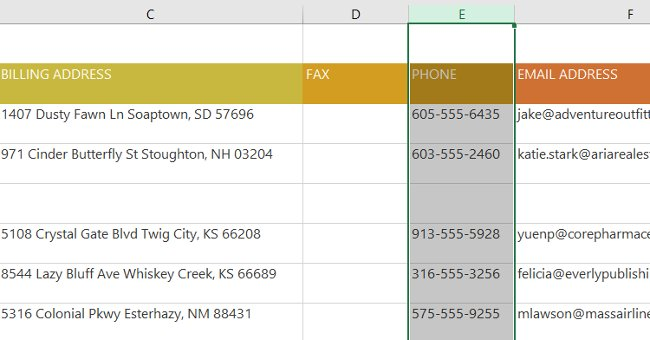 C D E F
BILLING ADDRESS FAX PHONE EMAIL ADDRESS
1407 Dusty Fawn Ln Soaptown, SD 57696 605-555-6435 jake@adventureoutfitt
971 Cinder Butterfly St Stoughton, NH 03204 603-555-2460 katie.stark@ariareales
5108 Crystal Gate Blvd Twig City, KS 66208 913-555-5928 yuenp@corepharmace
8544 Lazy Bluff Ave Whiskey Creek, KS 66689 316-555-3256 felicia@everlypublishi
5316 Colonial Pkwy Esterhazy, NM 88431 575-555-9255 mlawson@massairline